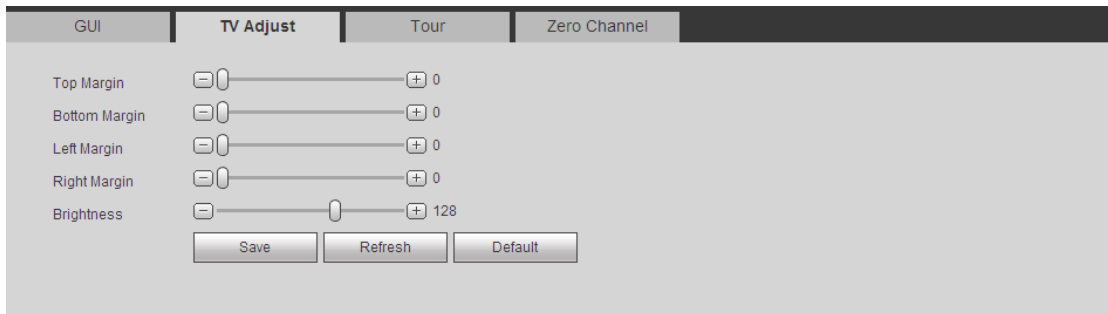 GUI TV Adjust Tour Zero Channel
Top Margin 0
Bottom Margin 0
Left Margin 0
Right Margin 0
Brightness 128
Save Refresh Default